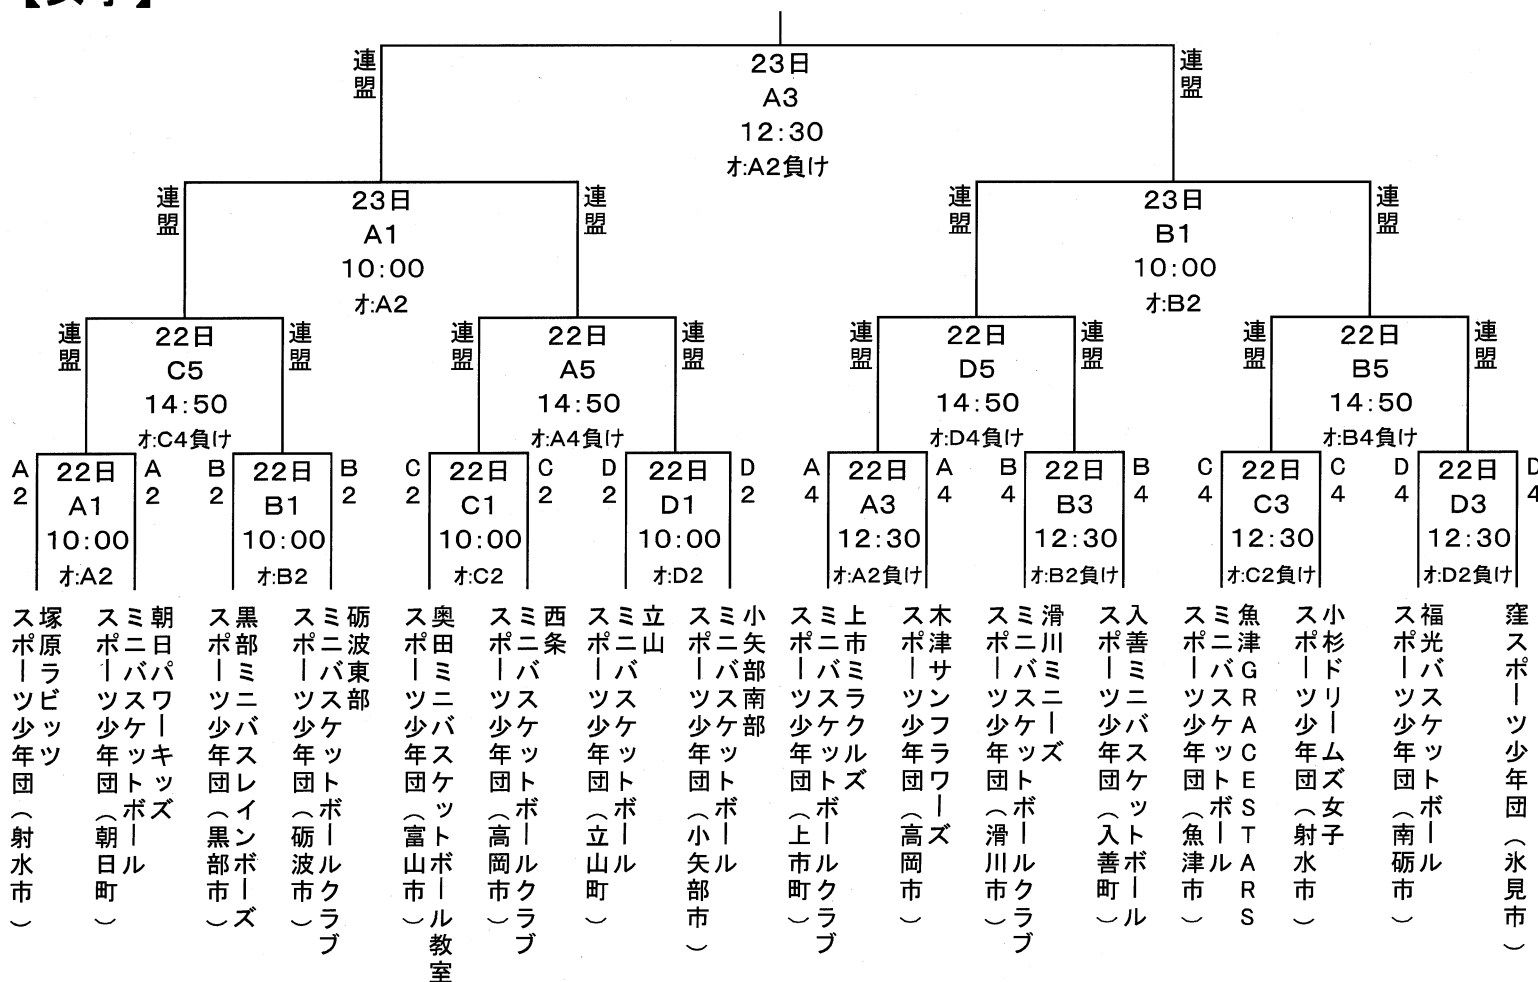 23日
A3
12:30
オ:A2負け
連盟
連盟
23日
A1
10:00
オ:A2
連盟
連盟
23日
B1
10:00
オ:B2
連盟
連盟
22日
C5
14:50
オ:C4負け
連盟
連盟
22日
A5
14:50
オ:A4負け
連盟
連盟
22日
D5
14:50
オ:D4負け
連盟
連盟
22日
B5
14:50
オ:B4負け
連盟
連盟
A2
22日
A1
10:00
オ:A2
A2
B2
22日
B1
10:00
オ:B2
B2
C2
22日
C1
10:00
オ:C2
C2
D2
22日
D1
10:00
オ:D2
D2
A4
22日
A3
12:30
オ:A2負け
A4
B4
22日
B3
12:30
オ:B2負け
B4
C4
22日
C3
12:30
オ:C2負け
C4
D4
22日
D3
12:30
オ:D2負け
D4
塚原ラビッツ
スポーツ少年団(射水市)
朝日パワーキッズ
ミニバスケットボール
スポーツ少年団(朝日町)
黒部ミニバスレインボーズ
スポーツ少年団(黒部市)
砺波東部
ミニバスケットボールクラブ
スポーツ少年団(砺波市)
奥田ミニバスケットボール教室
スポーツ少年団(富山市)
西条
ミニバスケットボールクラブ
スポーツ少年団(高岡市)
立山
ミニバスケットボール
スポーツ少年団(立山町)
小矢部南部
ミニバスケットボール
スポーツ少年団(小矢部市)
上市ミラクルズ
ミニバスケットボールクラブ
スポーツ少年団(上市町)
木津サンフラワーズ
スポーツ少年団(高岡市)
滑川ミニーズ
ミニバスケットボールクラブ
スポーツ少年団(滑川市)
入善ミニバスケットボール
スポーツ少年団(入善町)
魚津GRACESTARS
ミニバスケットボール
スポーツ少年団(魚津市)
小杉ドリームズ女子
スポーツ少年団(射水市)
福光バスケットボール
スポーツ少年団(南砺市)
窪スポーツ少年団(氷見市)